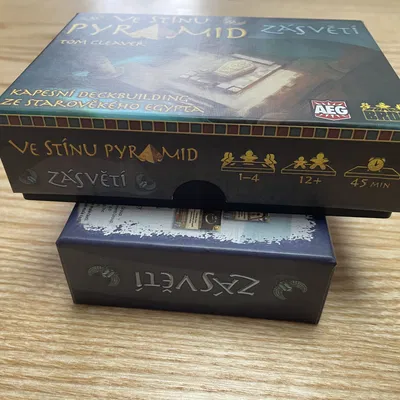 VE STÍNU
PYRAMID
ZÁSVĚTÍ
TOM CLEAVER
KAPESNÍ DECKBUILDING
ZE STAROVĚKÉHO EGYPTA
AEG
VE STÍNU PYRAMID
ZÁSVĚTÍ
1-4
12+
45 MIN
ZÁSVĚTÍ